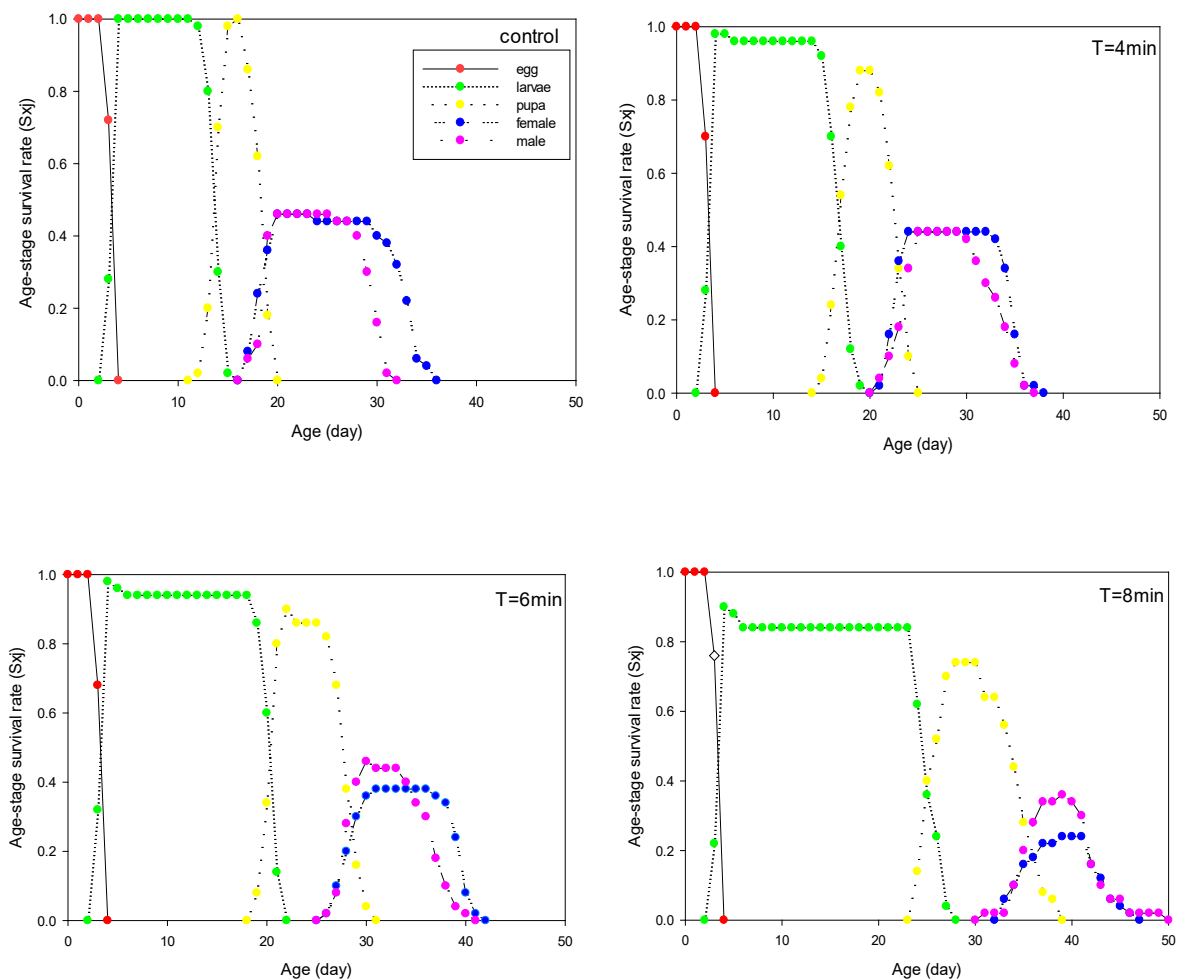 control
egg
larvae
pupa
female
male
1.0
0.8
0.6
0.4
0.2
0.0
Age-stage survival rate (Sxj)
0 10 20 30 40 50
Age (day)
T=4min
1.0
0.8
0.6
0.4
0.2
0.0
Age-stage survival rate (Sxj)
0 10 20 30 40 50
Age (day)
T=6min
1.0
0.8
0.6
0.4
0.2
0.0
Age-stage survival rate (Sxj)
0 10 20 30 40 50
Age (day)
T=8min
1.0
0.8
0.6
0.4
0.2
0.0
Age-stage survival rate (Sxj)
0 10 20 30 40 50
Age (day)